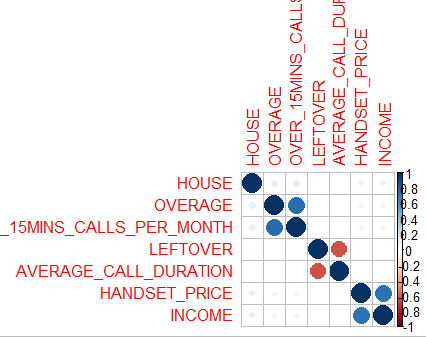 HOUSE
OVERAGE
OVER_15MINS_CALLS
LEFTOVER
AVERAGE_CALL_DUR
HANDSET_PRICE
INCOME
HOUSE
OVERAGE
_15MINS_CALLS_PER_MONTH
LEFTOVER
AVERAGE_CALL_DURATION
HANDSET_PRICE
INCOME
1
0.8
0.6
0.4
0.2
0
-0.2
-0.4
-0.6
-0.8
-1